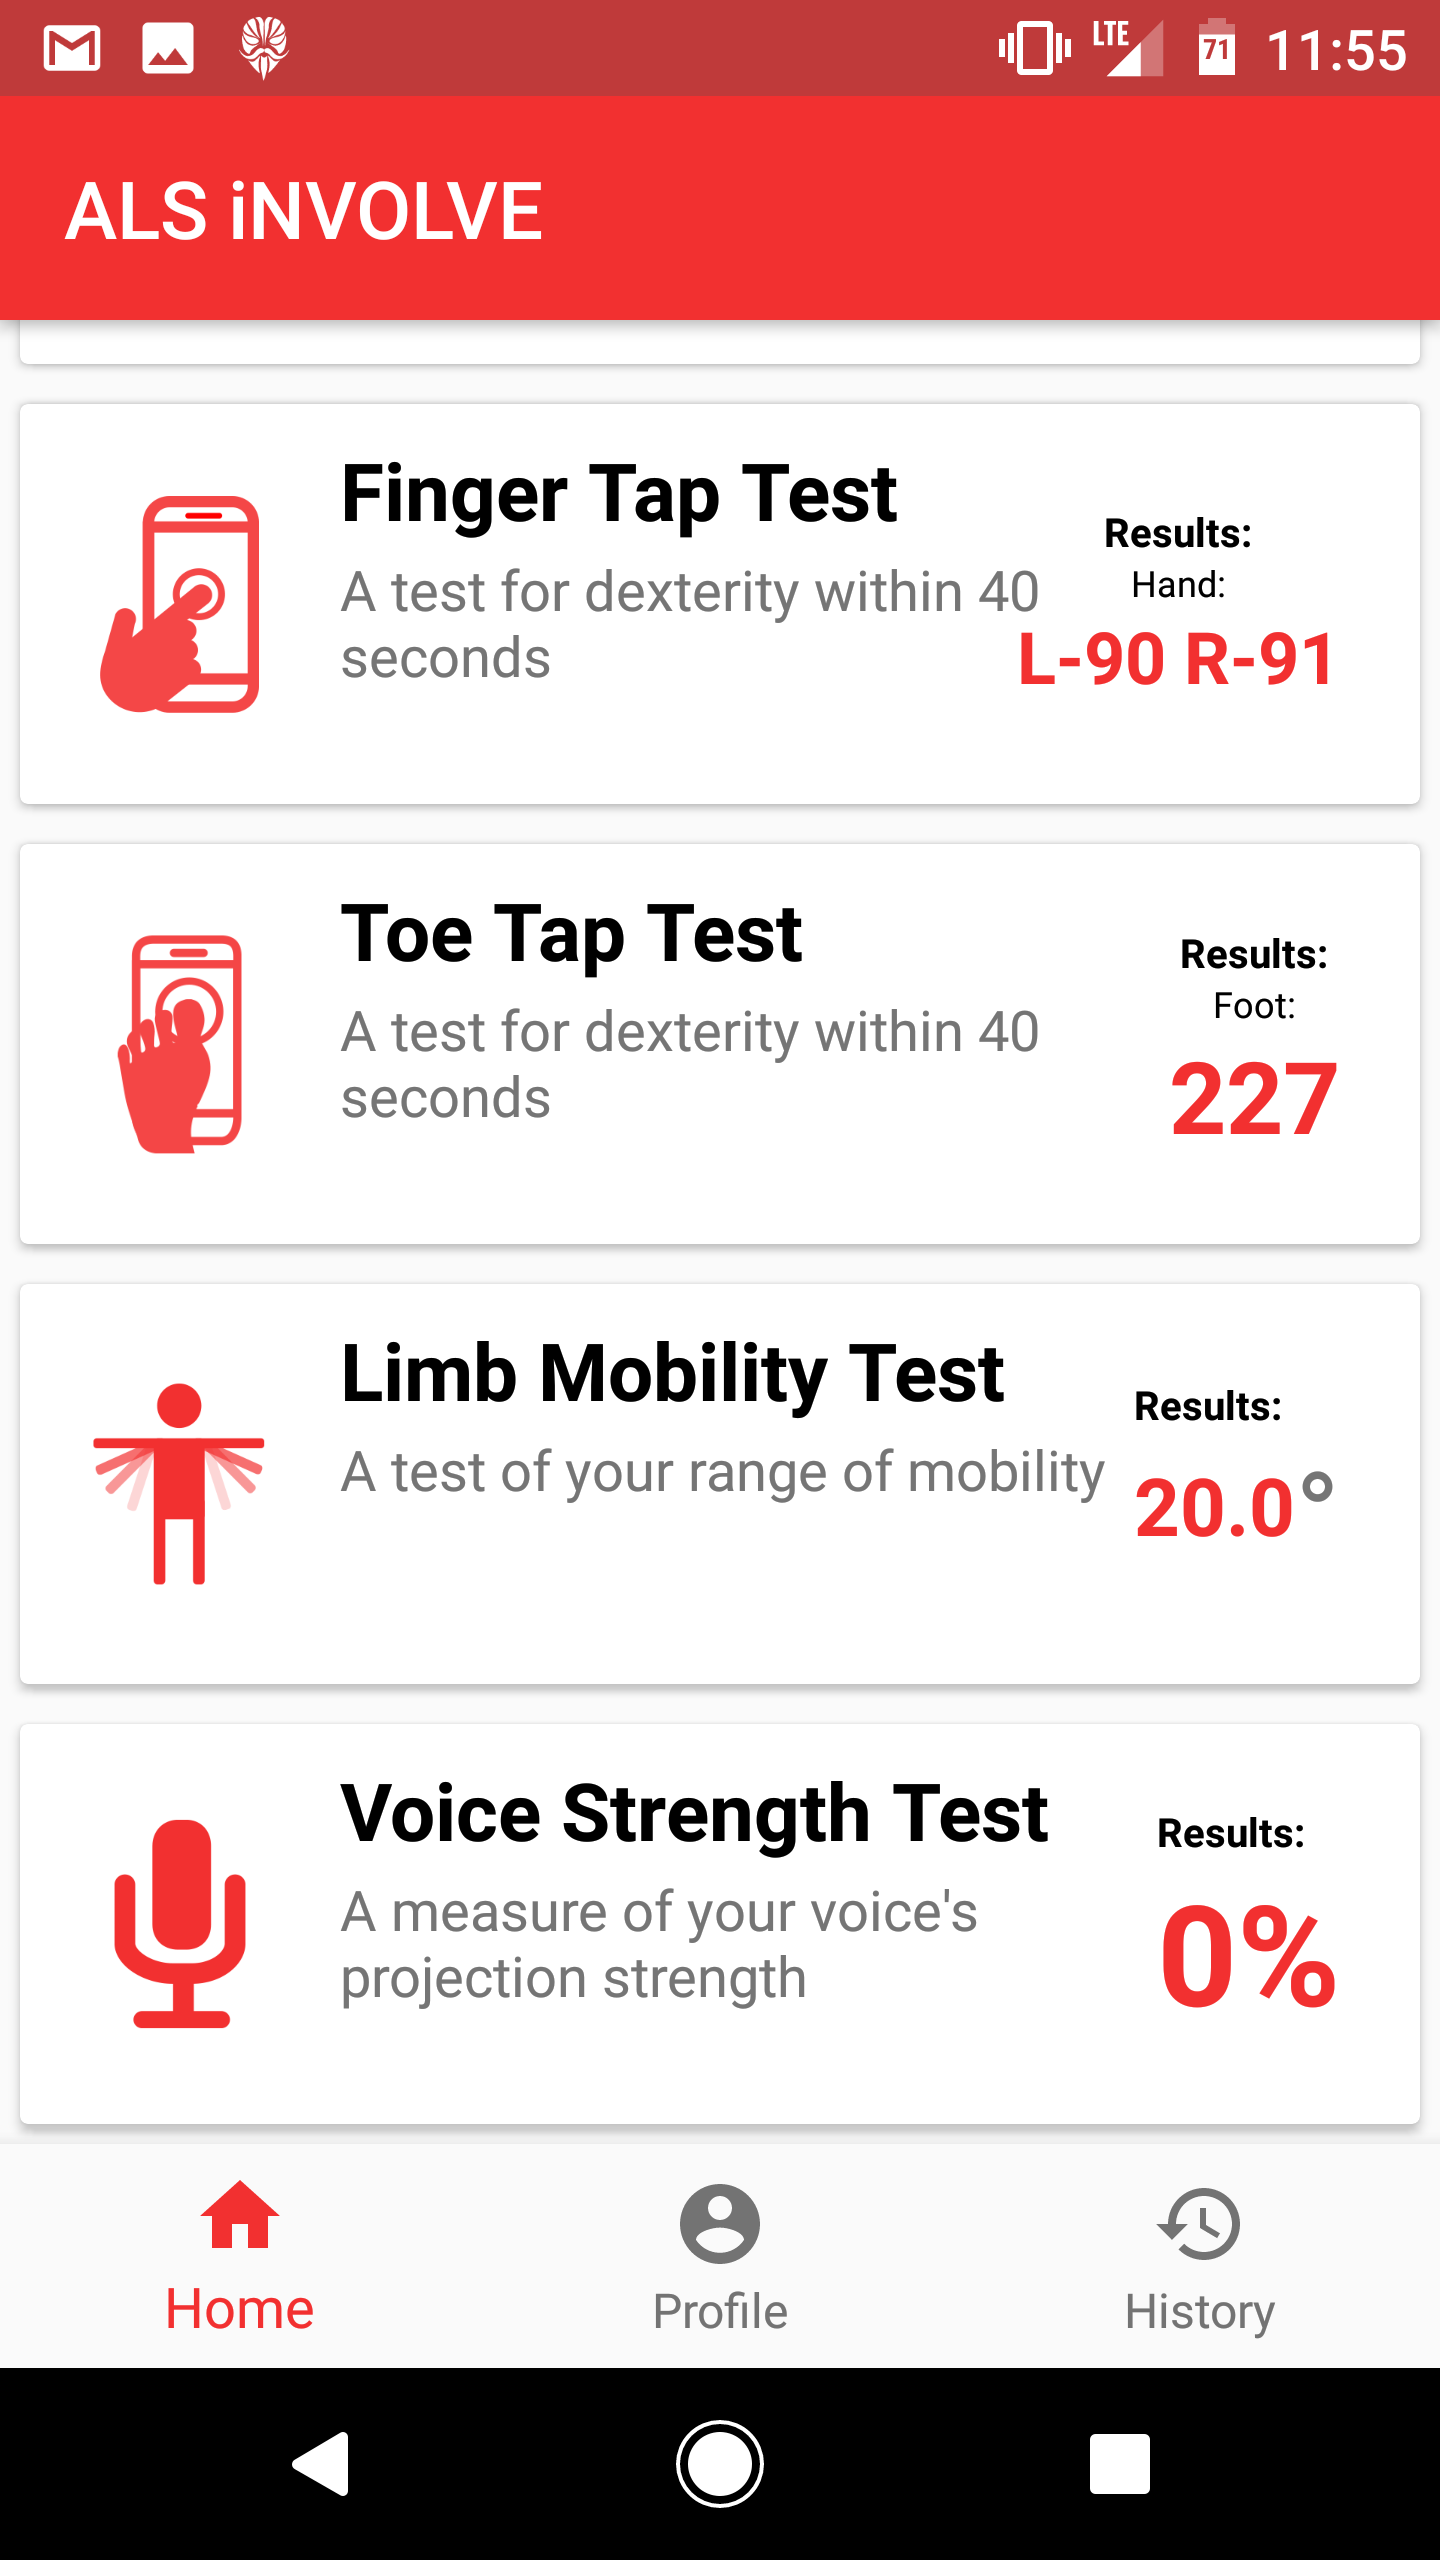 LTE 71 11:55
ALS iNVOLVE
Finger Tap Test
A test for dexterity within 40
seconds
Results:
Hand:
L-90 R-91
Toe Tap Test
A test for dexterity within 40
seconds
Results:
Foot:
227
Limb Mobility Test
A test of your range of mobility
Results:
20.0°
Voice Strength Test
A measure of your voice's
projection strength
Results:
0%
Home
Profile
History